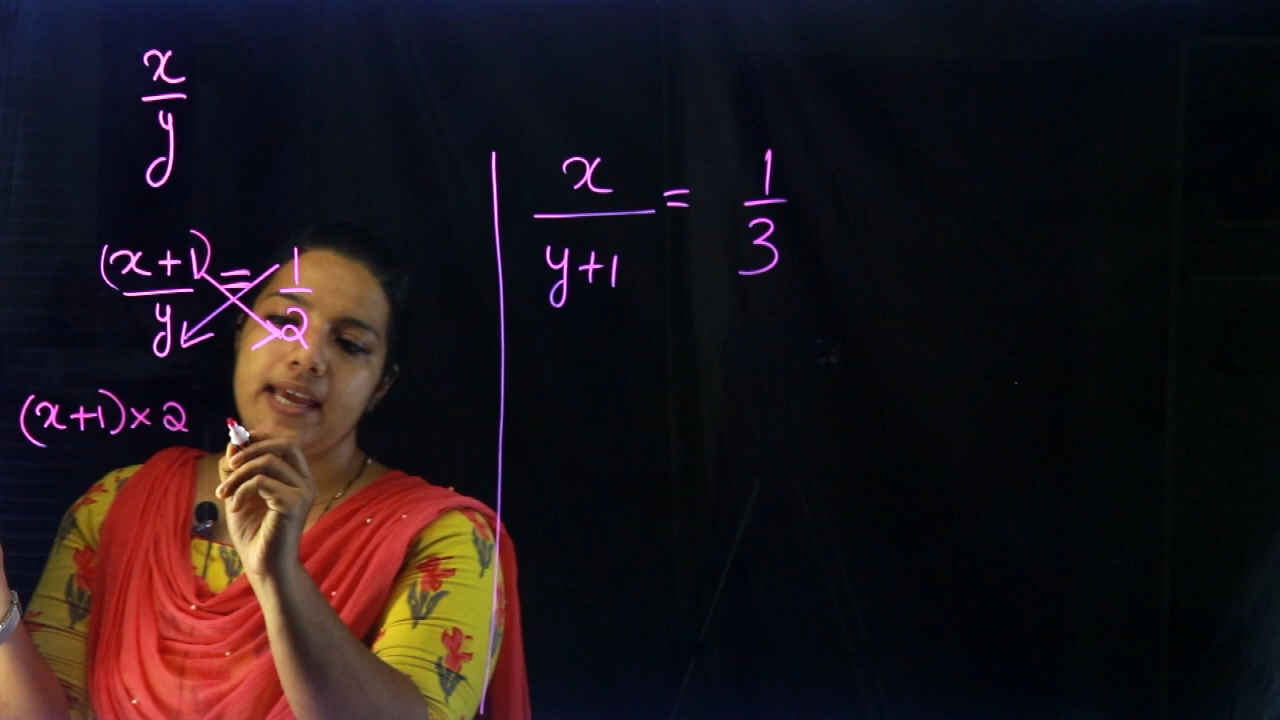 x/y
(x+1)/y = 1/2
(x+1)×2
x/(y+1) = 1/3